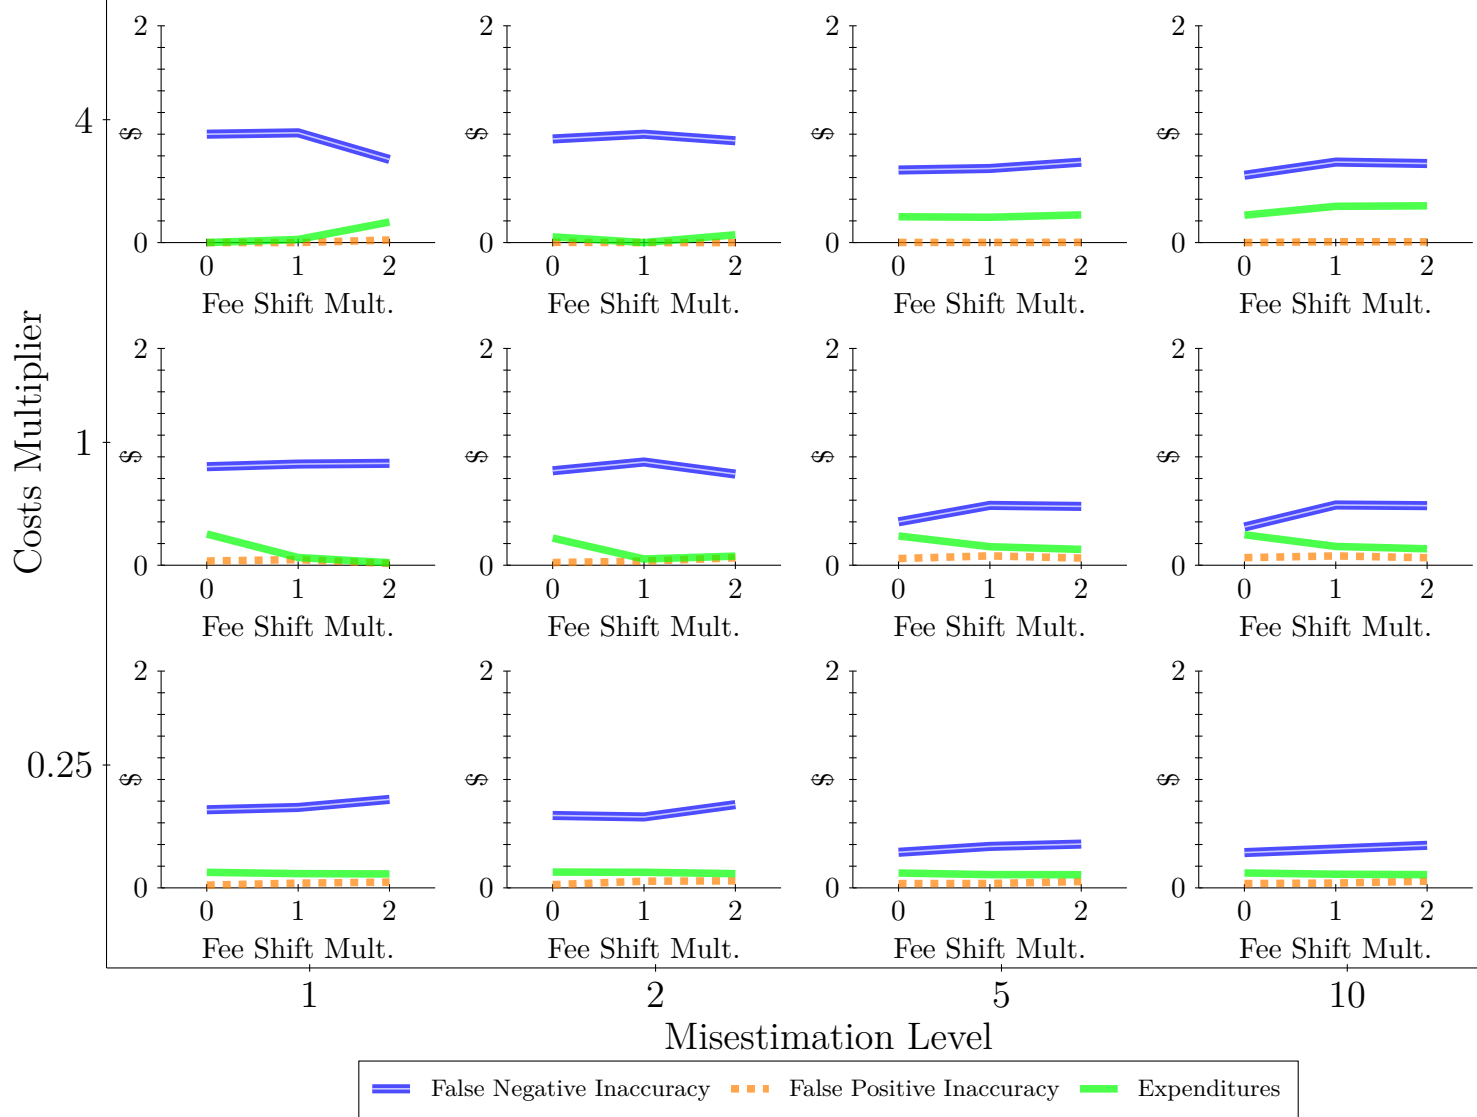 2 2 2 2
4 $ $ $ $
0 0 0 0
0 1 2 0 1 2 0 1 2 0 1 2
Fee Shift Mult. Fee Shift Mult. Fee Shift Mult. Fee Shift Mult.
Costs Multiplier
2 2 2 2
1 $ $ $ $
0 0 0 0
0 1 2 0 1 2 0 1 2 0 1 2
Fee Shift Mult. Fee Shift Mult. Fee Shift Mult. Fee Shift Mult.
2 2 2 2
0.25 $ $ $ $
0 0 0 0
0 1 2 0 1 2 0 1 2 0 1 2
Fee Shift Mult. Fee Shift Mult. Fee Shift Mult. Fee Shift Mult.
1 2 5 10
Misestimation Level
False Negative Inaccuracy False Positive Inaccuracy Expenditures